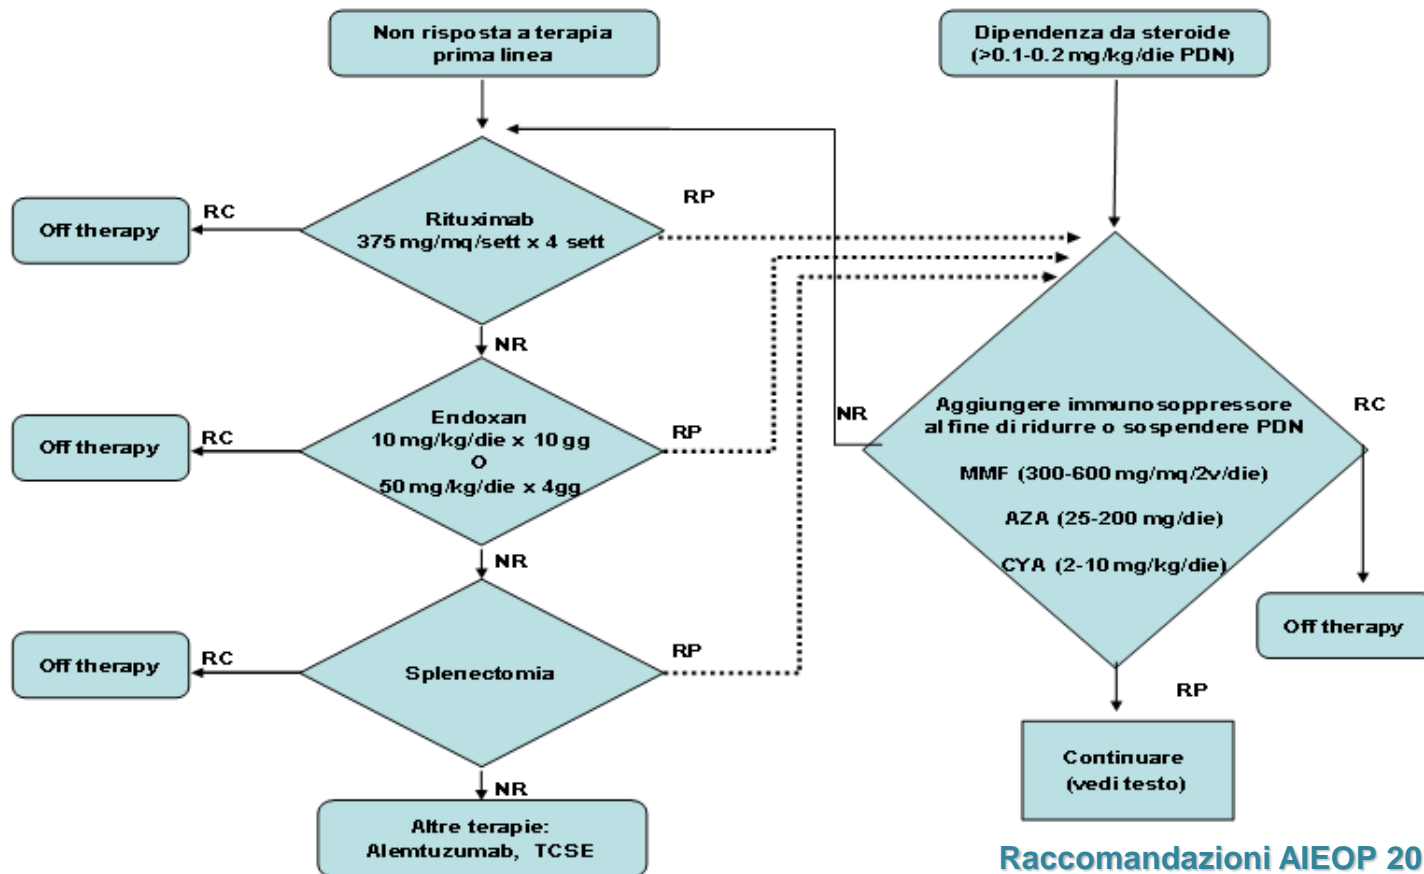 Non risposta a terapia
prima linea
Dipendenza da steroide
(>0.1-0.2 mg/kg/die PDN)
RP
RC
Off therapy
Rituximab
375 mg/mq/sett x 4 sett
NR
Endoxan
10 mg/kg/die x 10 gg
O
50 mg/kg/die x 4gg
RC
RP
Off therapy
NR
Aggiungere immunosoppressore
al fine di ridurre o sospendere PDN
MMF (300-600 mg/mq/2v/die)
AZA (25-200 mg/die)
CYA (2-10 mg/kg/die)
NR
RC
Off therapy
RP
Continuare
(vedi testo)
Splenectomia
RC
RP
Off therapy
NR
Altre terapie:
Alemtuzumab, TCSE
Raccomandazioni AIEOP 20